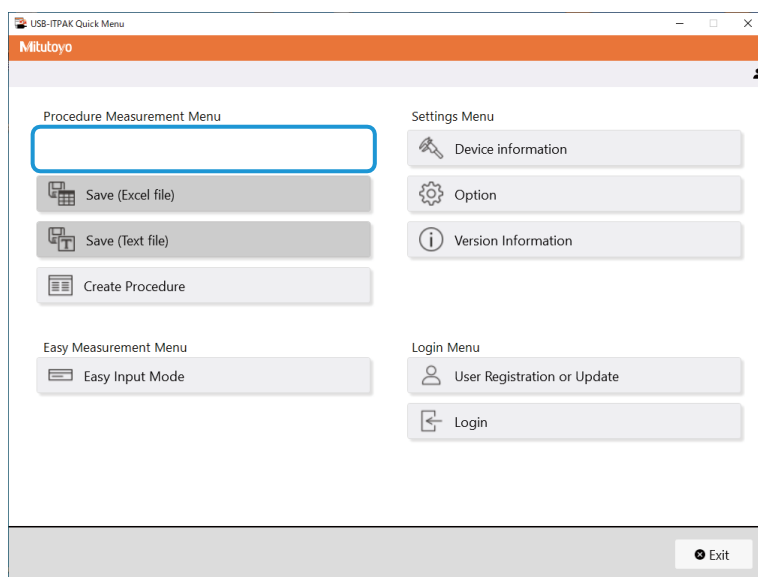 USB-ITPAK Quick Menu
Mitutoyo
Procedure Measurement Menu
Save (Excel file)
Save (Text file)
Create Procedure
Easy Measurement Menu
Easy Input Mode
Settings Menu
Device information
Option
Version Information
Login Menu
User Registration or Update
Login
Exit